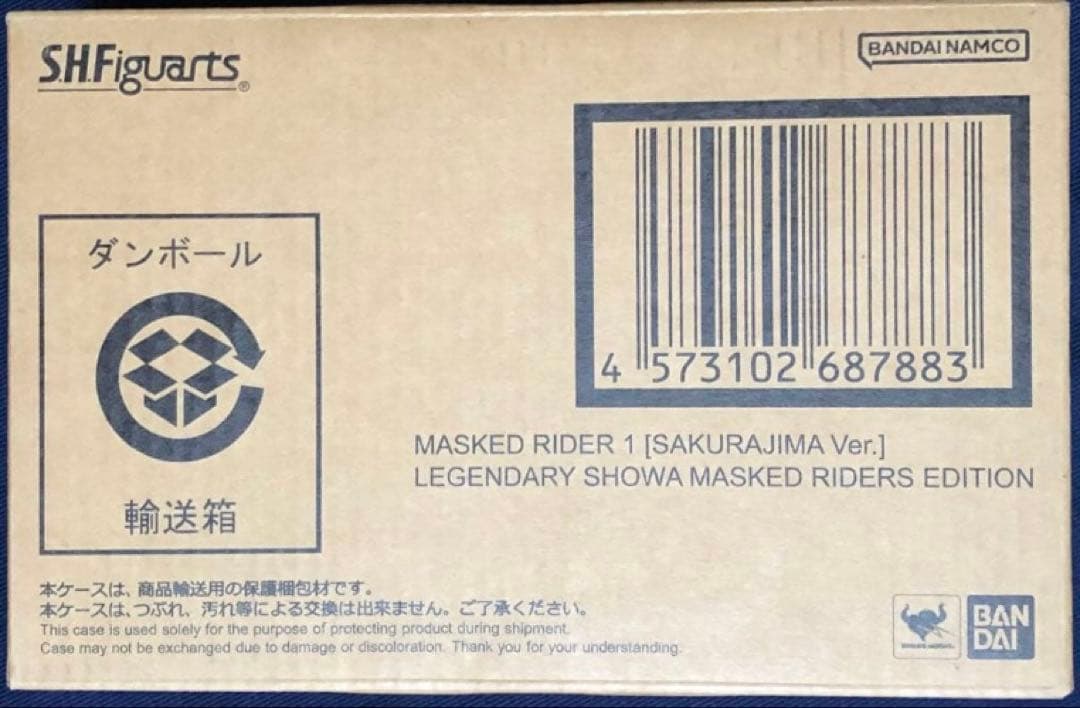 S.H.Figuarts®
BANDAI NAMCO
4 573102 687883
ダンボール
輸送箱
MASKED RIDER 1 [SAKURAJIMA Ver.]
LEGENDARY SHOWA MASKED RIDERS EDITION
本ケースは、商品輸送用の保護梱包材です。
本ケースは、つぶれ、汚れ等による交換は出来ません。ご了承ください。
This case is used solely for the purpose of protecting product during shipment.
Case may not be exchanged due to damage or discoloration. Thank you for your understanding.
BAN
DAI